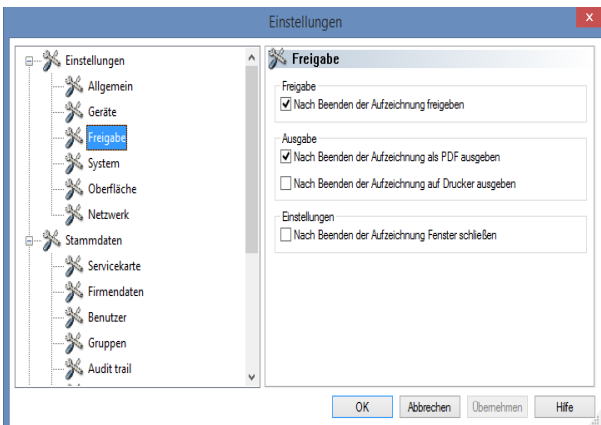 Einstellungen
x
Einstellungen
Allgemein
Geräte
Freigabe
System
Oberfläche
Netzwerk
Stammdaten
Servicekarte
Firmendaten
Benutzer
Gruppen
Audit trail
Freigabe
Freigabe
Nach Beenden der Aufzeichnung freigeben
Ausgabe
Nach Beenden der Aufzeichnung als PDF ausgeben
Nach Beenden der Aufzeichnung auf Drucker ausgeben
Einstellungen
Nach Beenden der Aufzeichnung Fenster schließen
OK
Abbrechen
Übernehmen
Hilfe